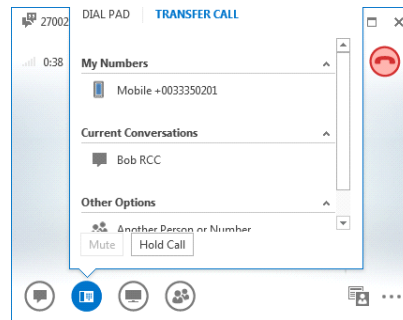 27002
DIAL PAD TRANSFER CALL
0:38
My Numbers
Mobile +0033350201
Current Conversations
Bob RCC
Other Options
Another Person or Number
Mute Hold Call